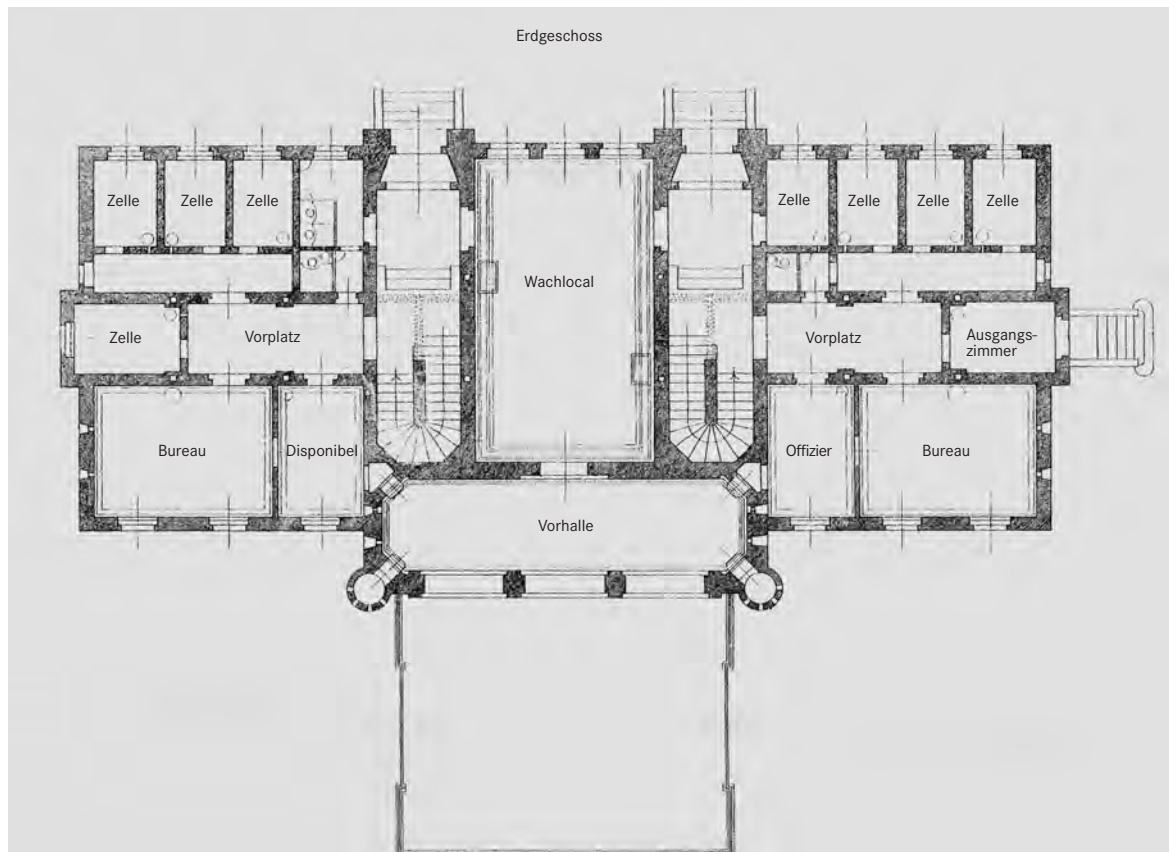 Erdgeschoss
Zelle
Zelle
Zelle
Zelle
Zelle
Zelle
Zelle
Wachlocal
Zelle
Vorplatz
Vorplatz
Ausgangs-
zimmer
Bureau
Disponibel
Offizier
Bureau
Vorhalle